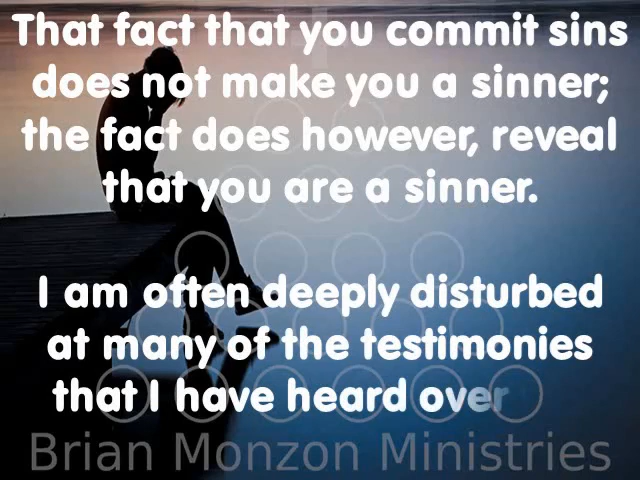 That fact that you commit sins
does not make you a sinner;
the fact does however, reveal
that you are a sinner.
I am often deeply disturbed
at many of the testimonies
that I have heard over
Brian Monzon Ministries